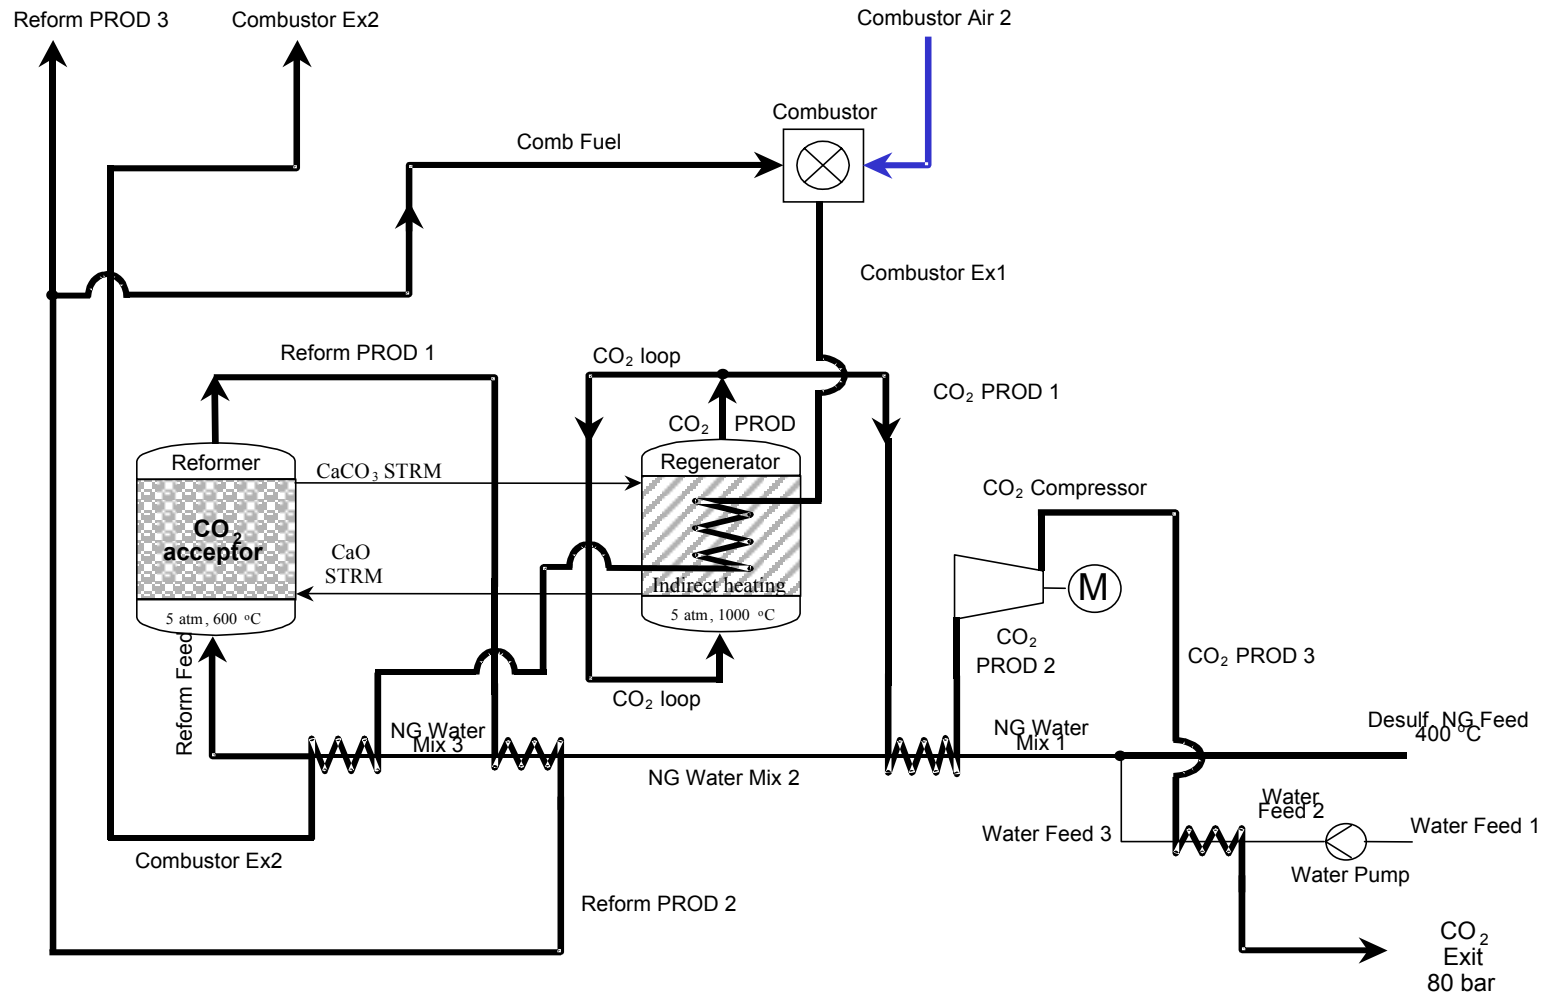 Reform PROD 3
Combustor Ex2
Combustor Air 2
Combustor
Comb Fuel
Combustor Ex1
Reform PROD 1
CO2 loop
CO2 PROD 1
CO2 PROD
Reformer
CaCO3 STRM
Regenerator
CO2 Compressor
CO2
acceptor
CaO
STRM
Indirect heating
M
5 atm, 600 °C
5 atm, 1000 °C
Reform Feed
CO2
PROD 2
CO2 PROD 3
CO2 loop
NG Water
Mix 3
NG Water
Mix 1
Desulf. NG Feed
400 °C
NG Water Mix 2
Water
Feed 2
Water Feed 3
Water Feed 1
Combustor Ex2
Water Pump
Reform PROD 2
CO2
Exit
80 bar